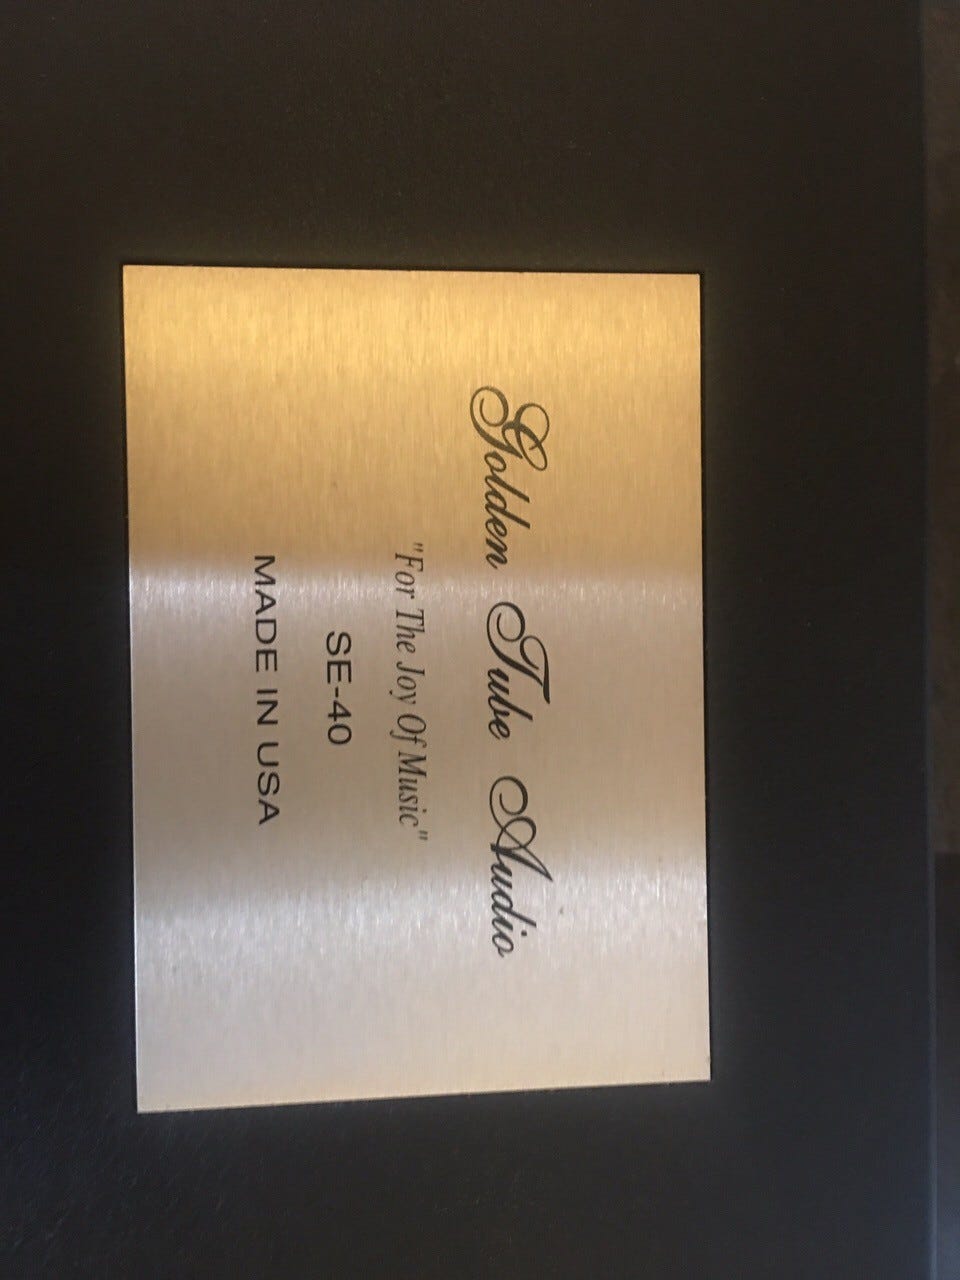 Golden Tube Audio
"For The Joy Of Music"
SE-40
MADE IN USA